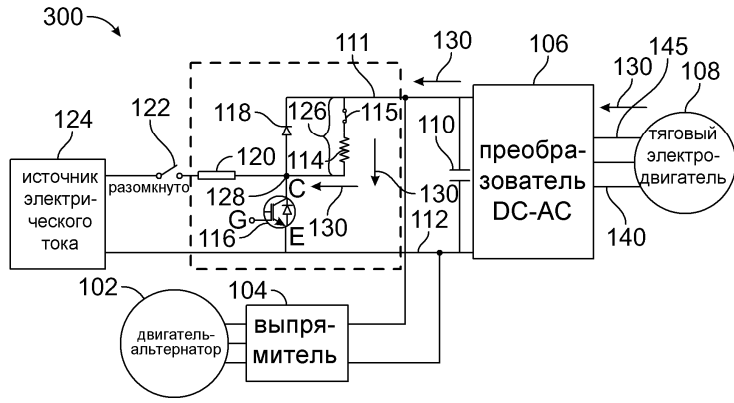 300
111
130
106
145
130
108
124
122
118
126
115
110
114
120
128
разомкнуто
источник
электри-
ческого
тока
C
G
E
116
130
130
112
преобра-
зователь
DC-AC
тяговый
электро-
двигатель
140
102
104
двигатель-
альтернатор
выпря-
митель